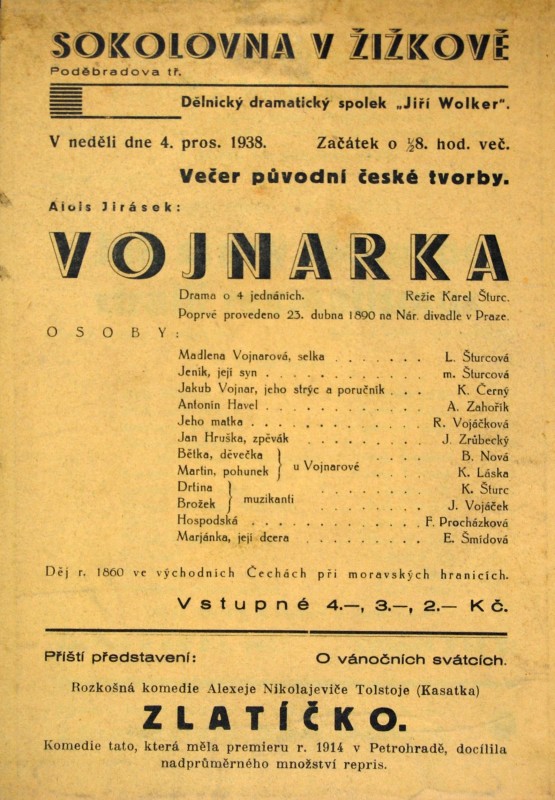 SOKOLOVNA V ŽIŽKOVĚ
Poděbradova tř.
Dělnický dramatický spolek „Jiří Wolker“.
V neděli dne 4. pros. 1938. Začátek o ½8. hod. več.
Večer původní české tvorby.
Alois Jirásek:
VOJNARKA
Drama o 4 jednáních. Režie Karel Šturc.
Poprvé provedeno 23. dubna 1890 na Nár. divadle v Praze.
OSOBY:
Madlena Vojnarová, selka . . . . . . . L. Šturcová
Jeník, její syn . . . . . . . . . . . m. Šturcová
Jakub Vojnar, jeho strýc a poručník . . . K. Černý
Antonín Havel . . . . . . . . . . . A. Zahořík
Jeho matka . . . . . . . . . . . R. Vojáčková
Jan Hruška, zpěvák . . . . . . . . J. Zrůbecký
Bětka, děvečka } u Vojnarové . . . . B. Nová
Martin, pohunek } . . . . K. Láska
Drtina } muzikanti . . . . . . . K. Šturc
Brožek } . . . . . . . J. Vojáček
Hospodská . . . . . . . . . . . F. Procházková
Marjánka, její dcera . . . . . . . . E. Šmídová
Děj r. 1860 ve východních Čechách při moravských hranicích.
Vstupné 4.—, 3.—, 2.— Kč.
Příští představení: O vánočních svátcích.
Rozkošná komedie Alexeje Nikolajeviče Tolstoje (Kasatka)
ZLATÍČKO.
Komedie tato, která měla premieru r. 1914 v Petrohradě, docílila
nadprůměrného množství repris.